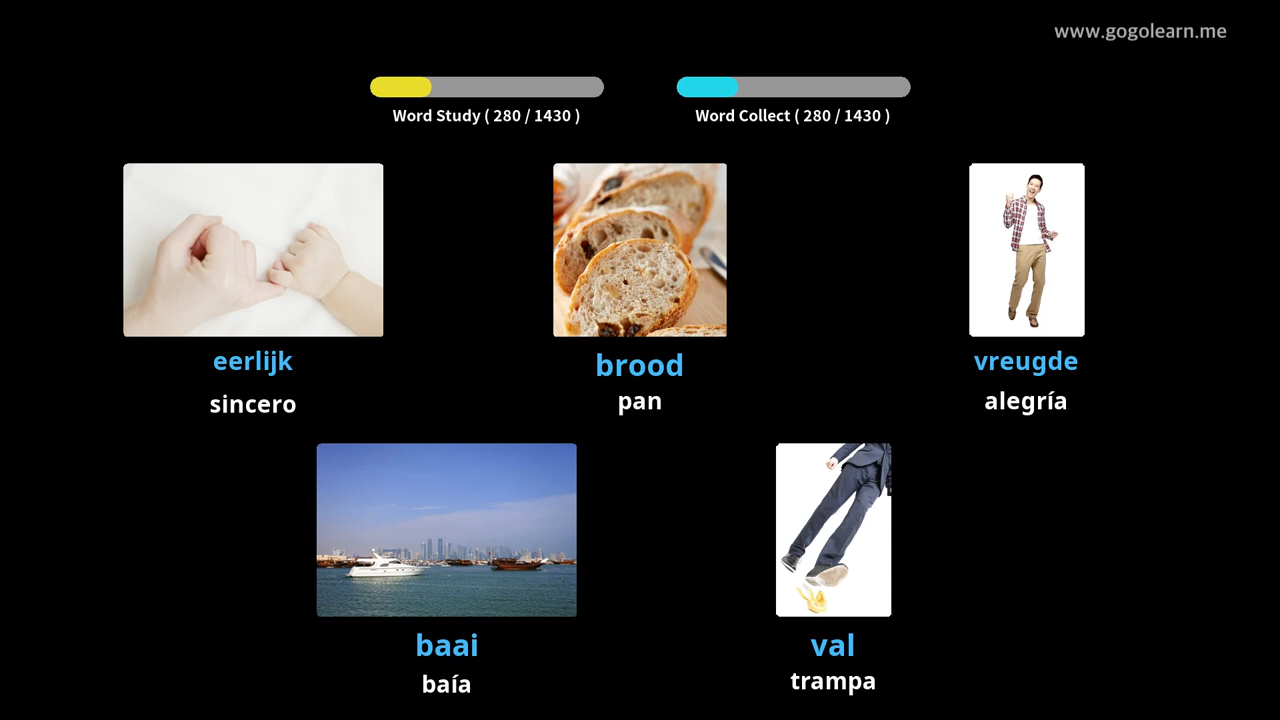 www.gogolearn.me
Word Study ( 280 / 1430 )
Word Collect ( 280 / 1430 )
eerlijk
sincero
brood
pan
vreugde
alegría
baai
baía
val
trampa